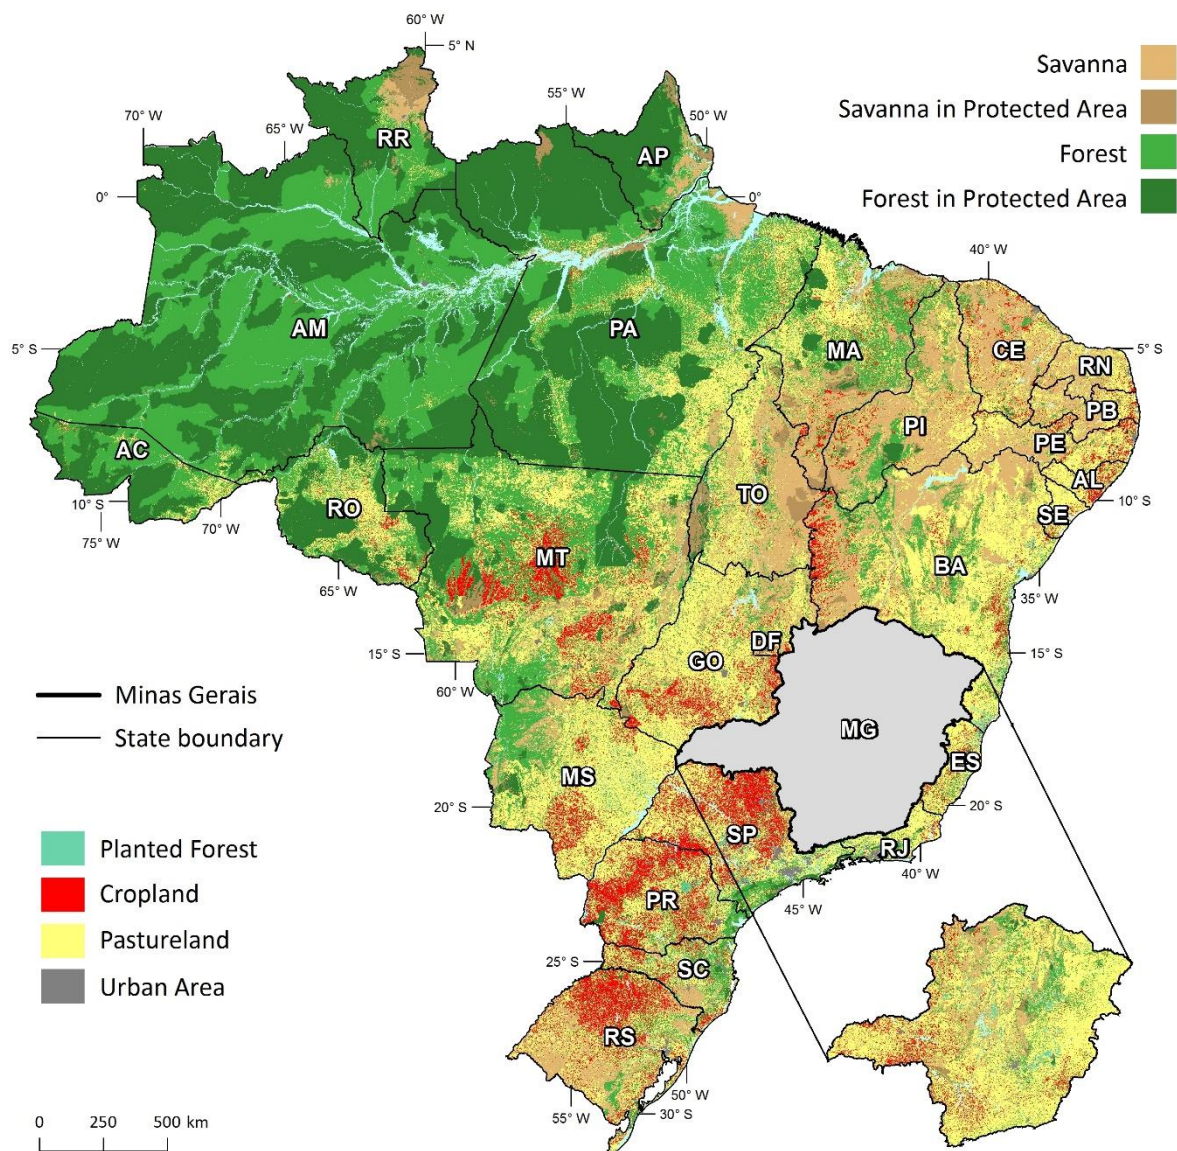 60° W
5° N
Savanna
Savanna in Protected Area
Forest
Forest in Protected Area
70° W
65° W
55° W
50° W
RR
AP
0°
0°
40° W
AM
PA
MA
CE
RN
PB
PI
PE
AL
SE
5° S
5° S
AC
RO
TO
10° S
75° W
70° W
10° S
MT
BA
65° W
35° W
DF
GO
15° S
60° W
15° S
Minas Gerais
State boundary
MG
MS
ES
20° S
20° S
SP
RJ
40° W
45° W
Planted Forest
Cropland
Pastureland
Urban Area
PR
25° S
SC
RS
50° W
55° W
30° S
0 250 500 km